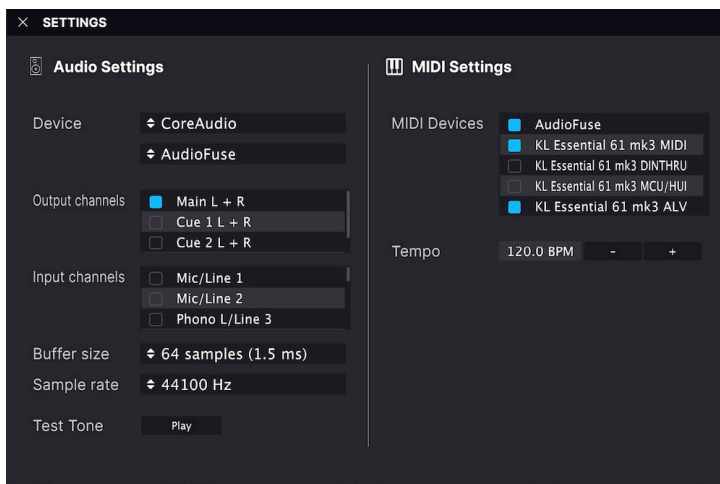 SETTINGS
Audio Settings
Device
CoreAudio
AudioFuse
Output channels
Main L + R
Cue 1 L + R
Cue 2 L + R
Input channels
Mic/Line 1
Mic/Line 2
Phono L/Line 3
Buffer size
64 samples (1.5 ms)
Sample rate
44100 Hz
Test Tone
Play
MIDI Settings
MIDI Devices
AudioFuse
KL Essential 61 mk3 MIDI
KL Essential 61 mk3 DINTHRU
KL Essential 61 mk3 MCU/HUI
KL Essential 61 mk3 ALV
Tempo
120.0 BPM
-
+